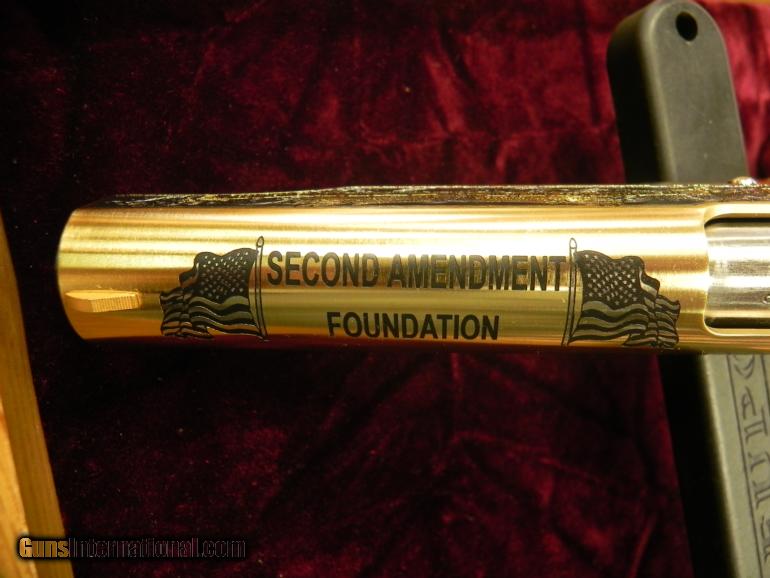 SECOND AMENDMENT
FOUNDATION
GunsInternational.com